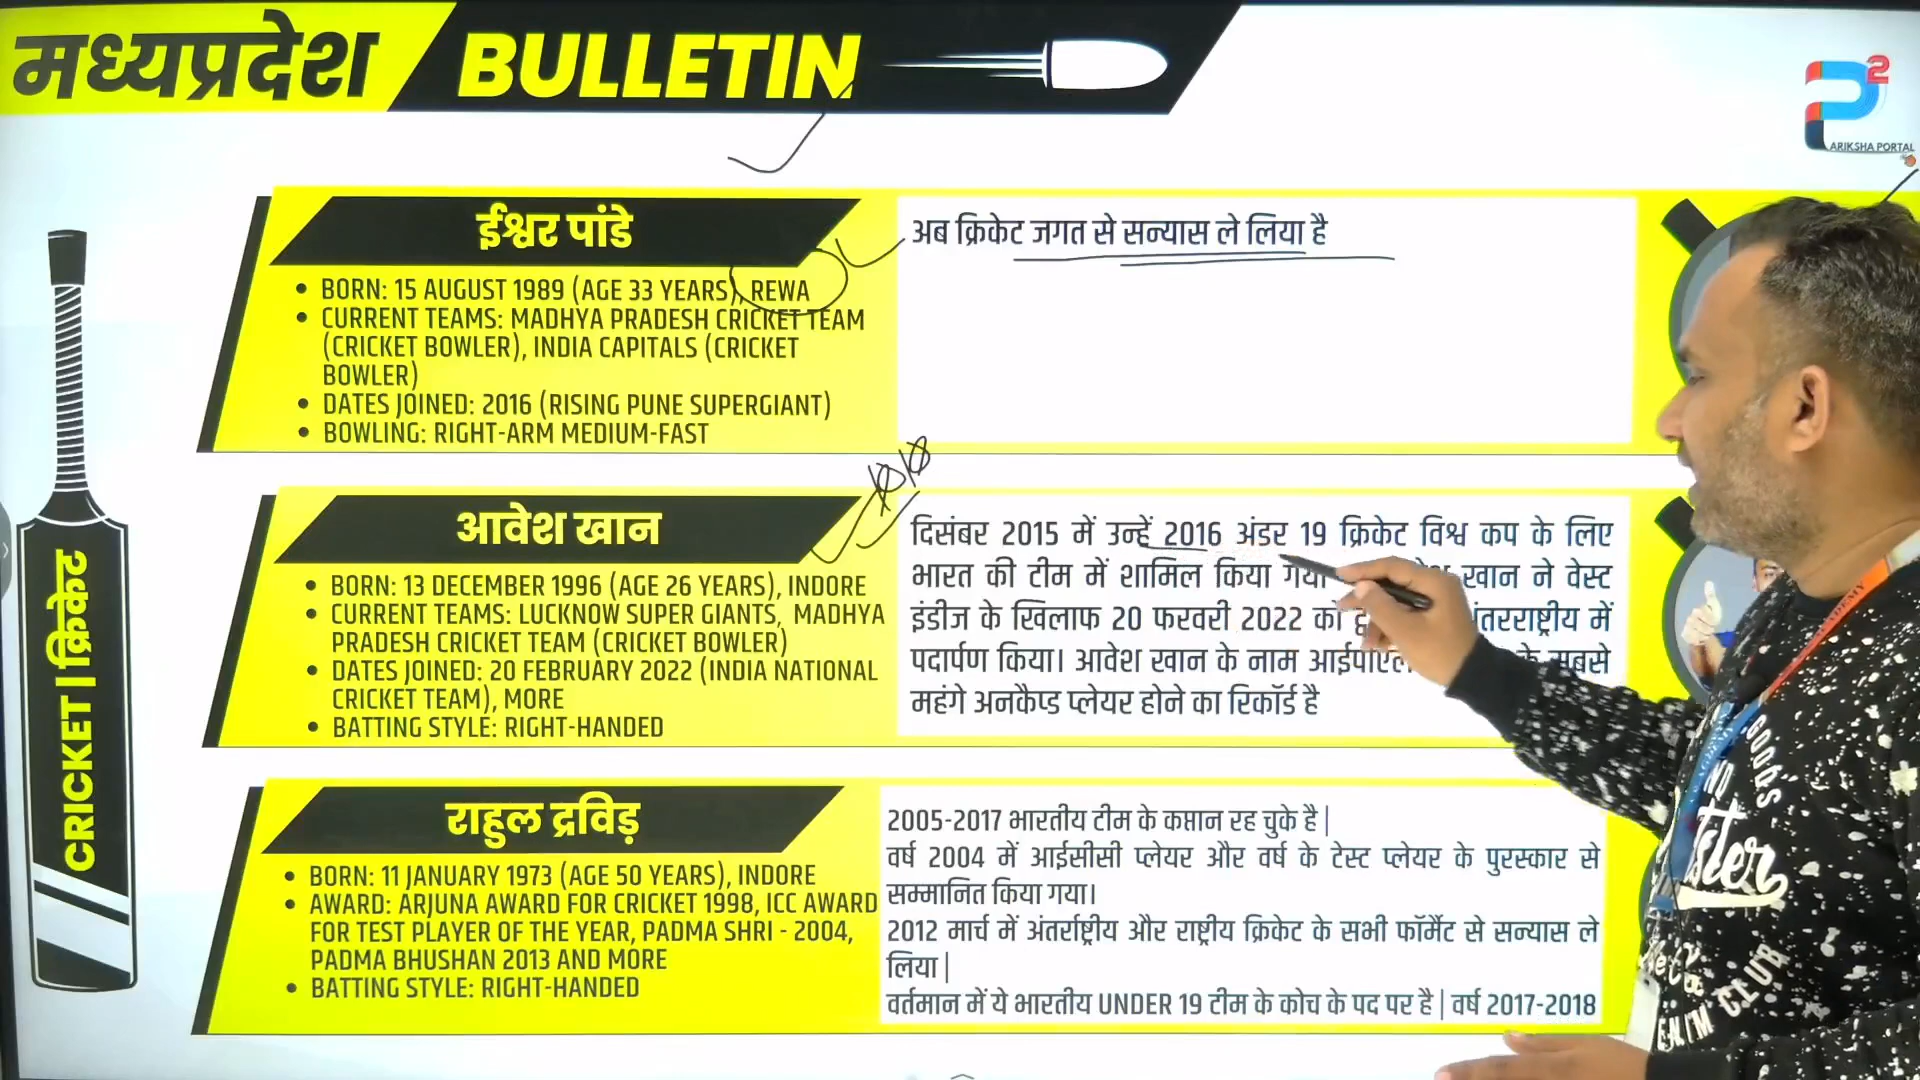 मध्यप्रदेश BULLETIN
P2
ARIKSHA PORTAL
CRICKET | क्रिकेट
ईश्वर पांडे
• BORN: 15 AUGUST 1989 (AGE 33 YEARS), REWA
• CURRENT TEAMS: MADHYA PRADESH CRICKET TEAM
(CRICKET BOWLER), INDIA CAPITALS (CRICKET
BOWLER)
• DATES JOINED: 2016 (RISING PUNE SUPERGIANT)
• BOWLING: RIGHT-ARM MEDIUM-FAST
अब क्रिकेट जगत से सन्यास ले लिया है
आवेश खान
• BORN: 13 DECEMBER 1996 (AGE 26 YEARS), INDORE
• CURRENT TEAMS: LUCKNOW SUPER GIANTS, MADHYA
PRADESH CRICKET TEAM (CRICKET BOWLER)
• DATES JOINED: 20 FEBRUARY 2022 (INDIA NATIONAL
CRICKET TEAM), MORE
• BATTING STYLE: RIGHT-HANDED
दिसंबर 2015 में उन्हें 2016 अंडर 19 क्रिकेट विश्व कप के लिए
भारत की टीम में शामिल किया गया खान ने वेस्ट
इंडीज के खिलाफ 20 फरवरी 2022 को में
पदार्पण किया। आवेश खान के नाम के सबसे
महंगे अनकैप्ड प्लेयर होने का रिकॉर्ड है
राहुल द्रविड़
• BORN: 11 JANUARY 1973 (AGE 50 YEARS), INDORE
• AWARD: ARJUNA AWARD FOR CRICKET 1998, ICC AWARD
FOR TEST PLAYER OF THE YEAR, PADMA SHRI - 2004,
PADMA BHUSHAN 2013 AND MORE
• BATTING STYLE: RIGHT-HANDED
2005-2017 भारतीय टीम के कप्तान रह चुके है |
वर्ष 2004 में आईसीसी प्लेयर और वर्ष के टेस्ट प्लेयर के पुरस्कार से
सम्मानित किया गया।
2012 मार्च में अंतर्राष्ट्रीय और राष्ट्रीय क्रिकेट के सभी फॉर्मेट से सन्यास ले
लिया |
वर्तमान में ये भारतीय UNDER 19 टीम के कोच के पद पर है | वर्ष 2017-2018
GOOD'S
CLUB